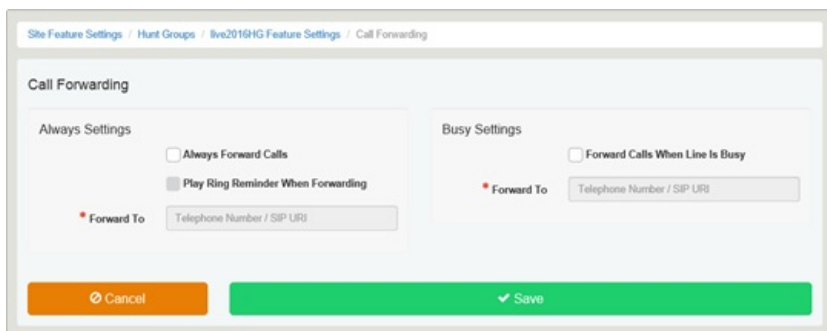 Site Feature Settings / Hunt Groups / live2016HG Feature Settings / Call Forwarding
Call Forwarding
Always Settings
Always Forward Calls
Play Ring Reminder When Forwarding
* Forward To Telephone Number / SIP URI
Busy Settings
Forward Calls When Line Is Busy
* Forward To Telephone Number / SIP URI
Cancel
Save